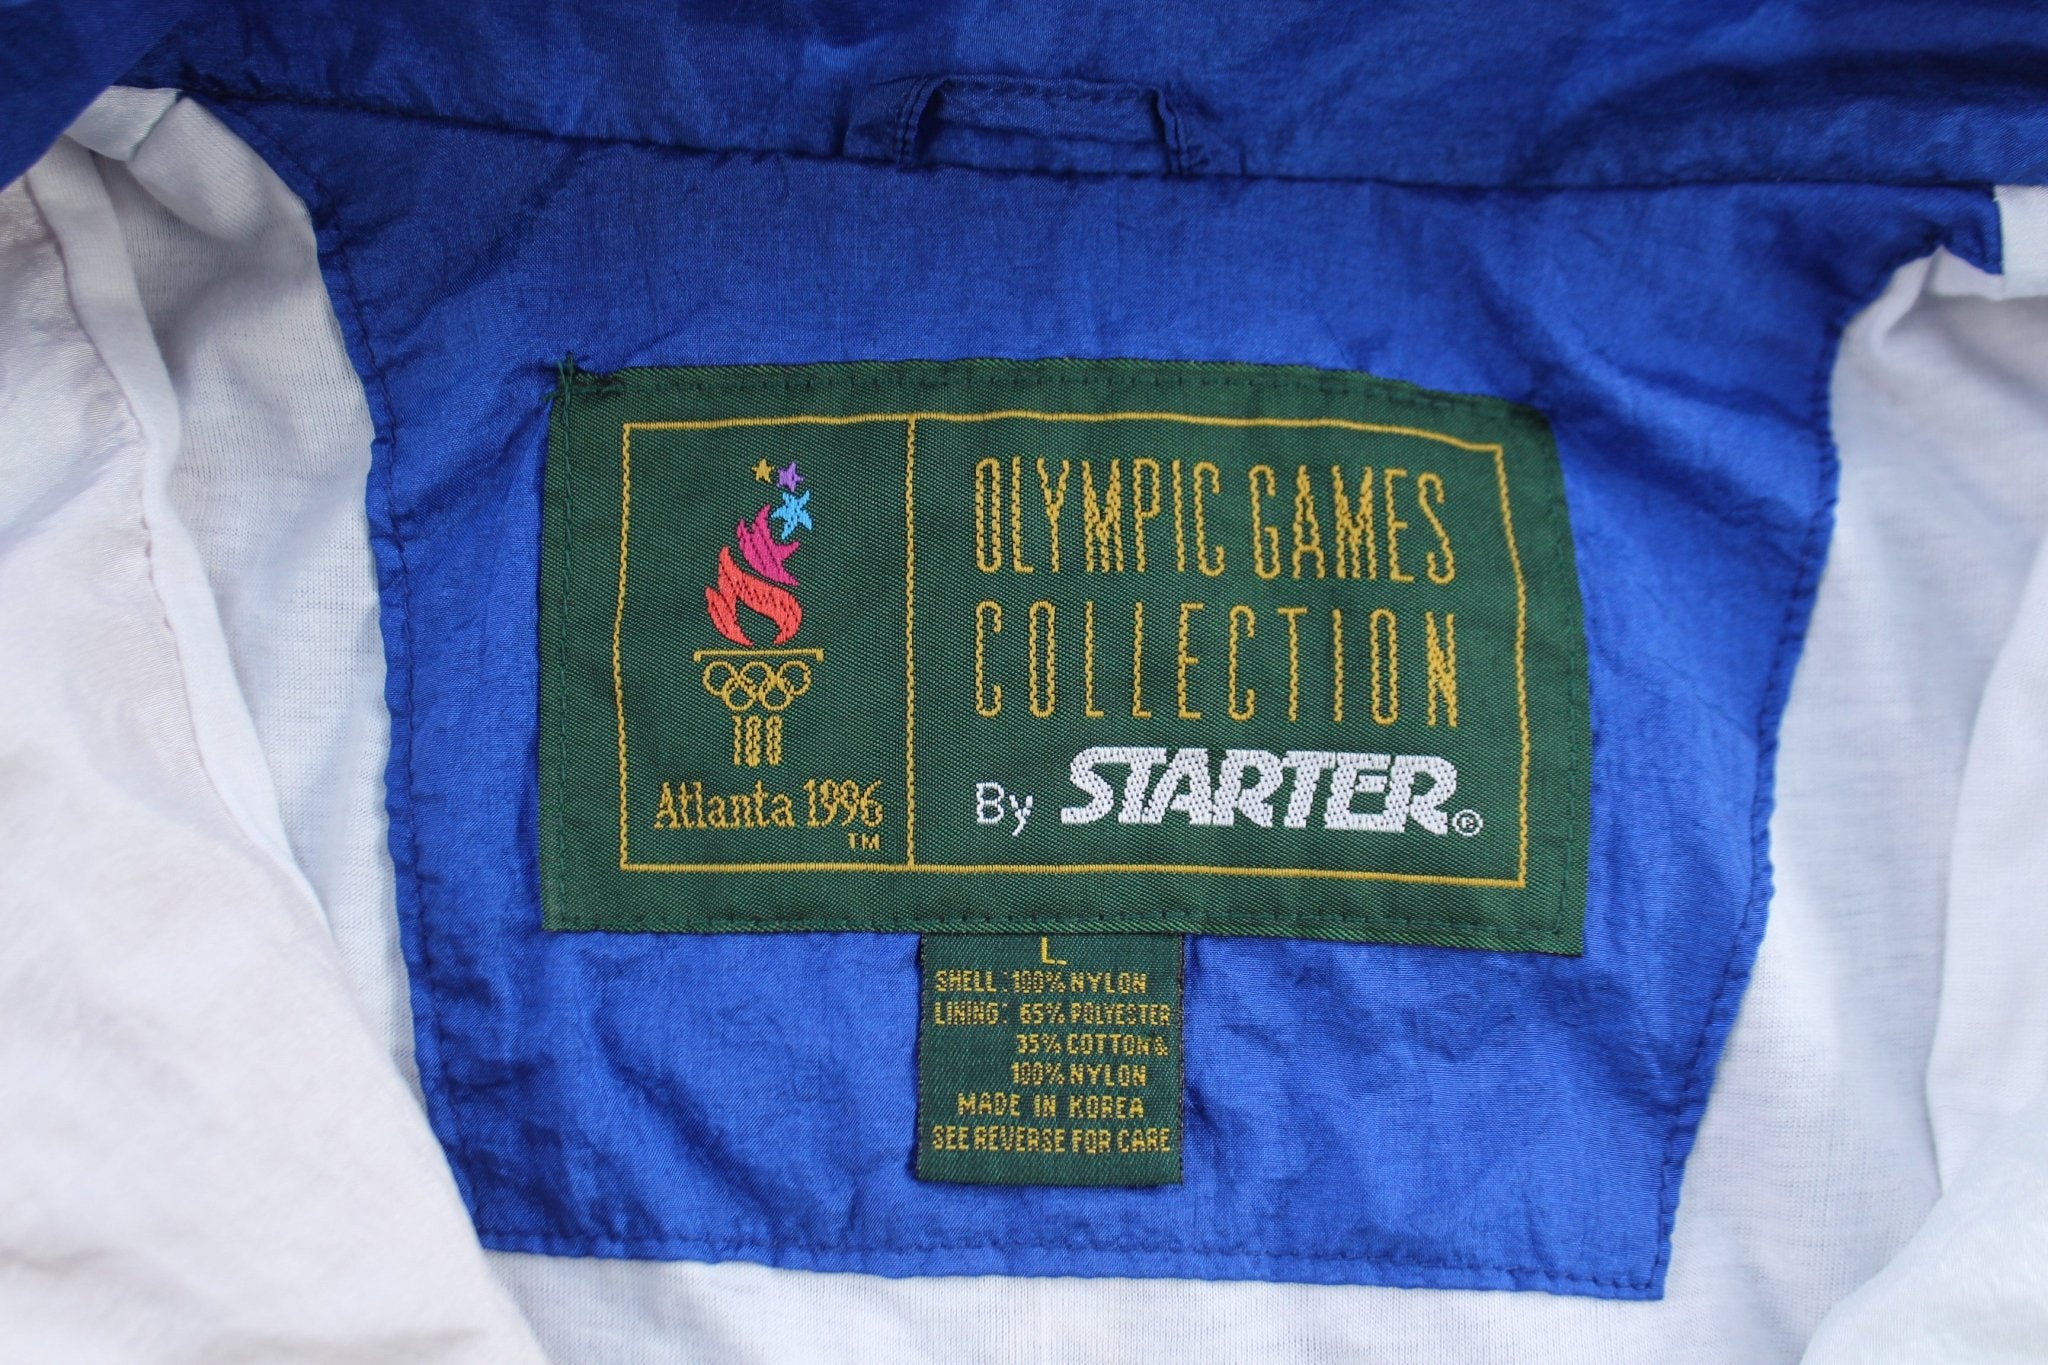 100
Atlanta 1996
TM
OLYMPIC GAMES
COLLECTION
By STARTER ®
L
SHELL: 100% NYLON
LINING: 65% POLYESTER
35% COTTON &
100% NYLON
MADE IN KOREA
SEE REVERSE FOR CARE